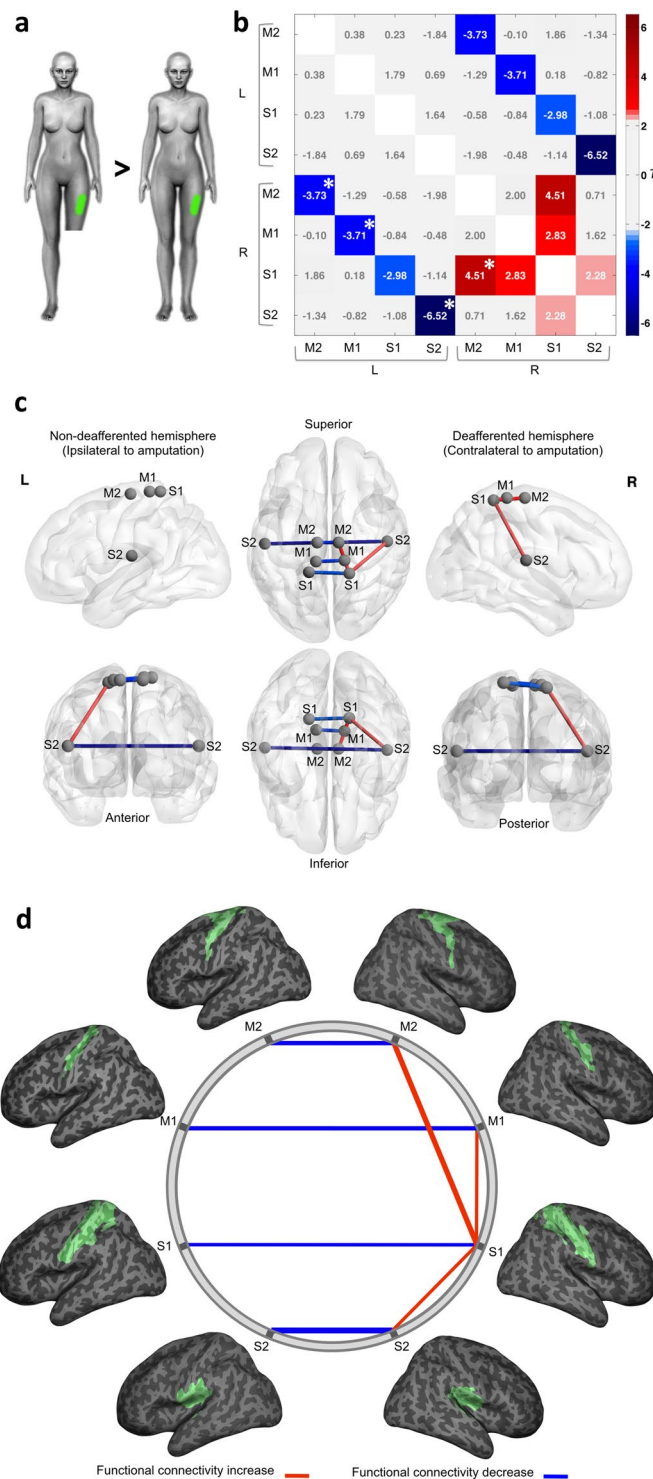 a
b
>
M2 0.38 0.23 -1.84 -3.73 -0.10 1.86 -1.34
M1 0.38 1.79 0.69 -1.29 -3.71 0.18 -0.82
L
S1 0.23 1.79 1.64 -0.58 -0.84 -2.98 -1.08
S2 -1.84 0.69 1.64 -1.98 -0.48 -1.14 -6.52
M2 -3.73* -1.29 -0.58 -1.98 2.00 4.51 0.71
M1 -0.10 -3.71* -0.84 -0.48 2.00 2.83 1.62
R
S1 1.86 0.18 -2.98 -1.14 4.51* 2.83 2.28
S2 -1.34 -0.82 -1.08 -6.52* 0.71 1.62 2.28
M2 M1 S1 S2 M2 M1 S1 S2
L R
6
4
2
0
-2
-4
-6
c
Superior
Non-deafferented hemisphere
(Ipsilateral to amputation)
Deafferented hemisphere
(Contralateral to amputation)
L
R
M2 M1 S1
S2
M2 M2
S2 S2
M1 M1
S1 S1
S1 M1 M2
S2
S2 S2
Anterior
S1 S1
M1 M1
S2 S2
M2 M2
Inferior
S2 S2
Posterior
d
M2 M2
M1 M1
S1 S1
S2 S2
Functional connectivity increase
Functional connectivity decrease